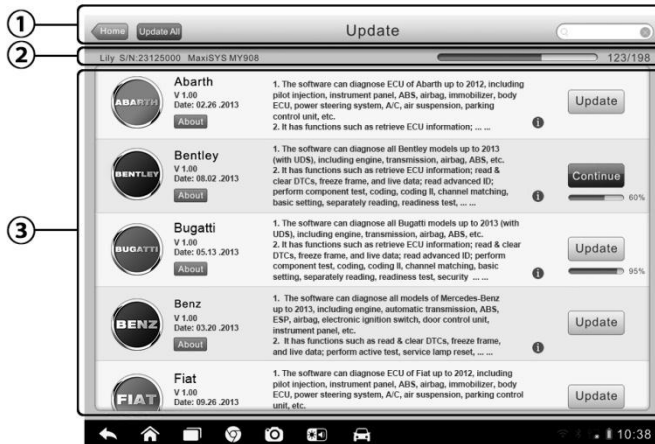 ①
Home Update All Update
②
Lily S/N:23125000 MaxiSYS MY908 123/198
③
ABARTH
Abarth
V 1.00
Date: 02.26 .2013
About
1. The software can diagnose ECU of Abarth up to 2012, including
pilot injection, instrument panel, ABS, airbag, immobilizer, body
ECU, power steering system, A/C, air suspension, parking
control unit, etc.
2. It has functions such as retrieve ECU information; ... ...
Update
BENTLEY
Bentley
V 1.00
Date: 08.02 .2013
About
1. The software can diagnose all Bentley models up to 2013
(with UDS), including engine, transmission, airbag, ABS, etc.
2. It has functions such as retrieve ECU information; read &
clear DTCs, freeze frame, and live data; read advanced ID;
perform component test, coding, coding II, channel matching,
basic setting, separately reading, readiness test, ... ...
Continue
60%
BUGATTI
Bugatti
V 1.00
Date: 05.13 .2013
About
1. The software can diagnose all Bugatti models up to 2013 (with
UDS), including engine, transmission, airbag, ABS, etc.
2. It has functions such as retrieve ECU information; read & clear
DTCs, freeze frame, and live data; read advanced ID; perform
component test, coding, coding II, channel matching, basic
setting, separately reading, readiness test, security ... ...
Update
95%
BENZ
Benz
V 1.00
Date: 03.20 .2013
About
1. The software can diagnose all models of Mercedes-Benz
up to 2013, including engine, automatic transmission, ABS,
ESP, airbag, electronic ignition switch, door control unit,
instrument panel, etc.
2. It has functions such as read & clear DTCs, freeze frame,
and live data; perform active test, service lamp reset, ... ...
Update
FIAT
Fiat
V 1.00
Date: 09.26 .2013
1. The software can diagnose ECU of Fiat up to 2012, including
pilot injection, instrument panel, ABS, airbag, immobilizer, body
ECU, power steering system, A/C, air suspension, parking control
unit, etc.
Update
10:38